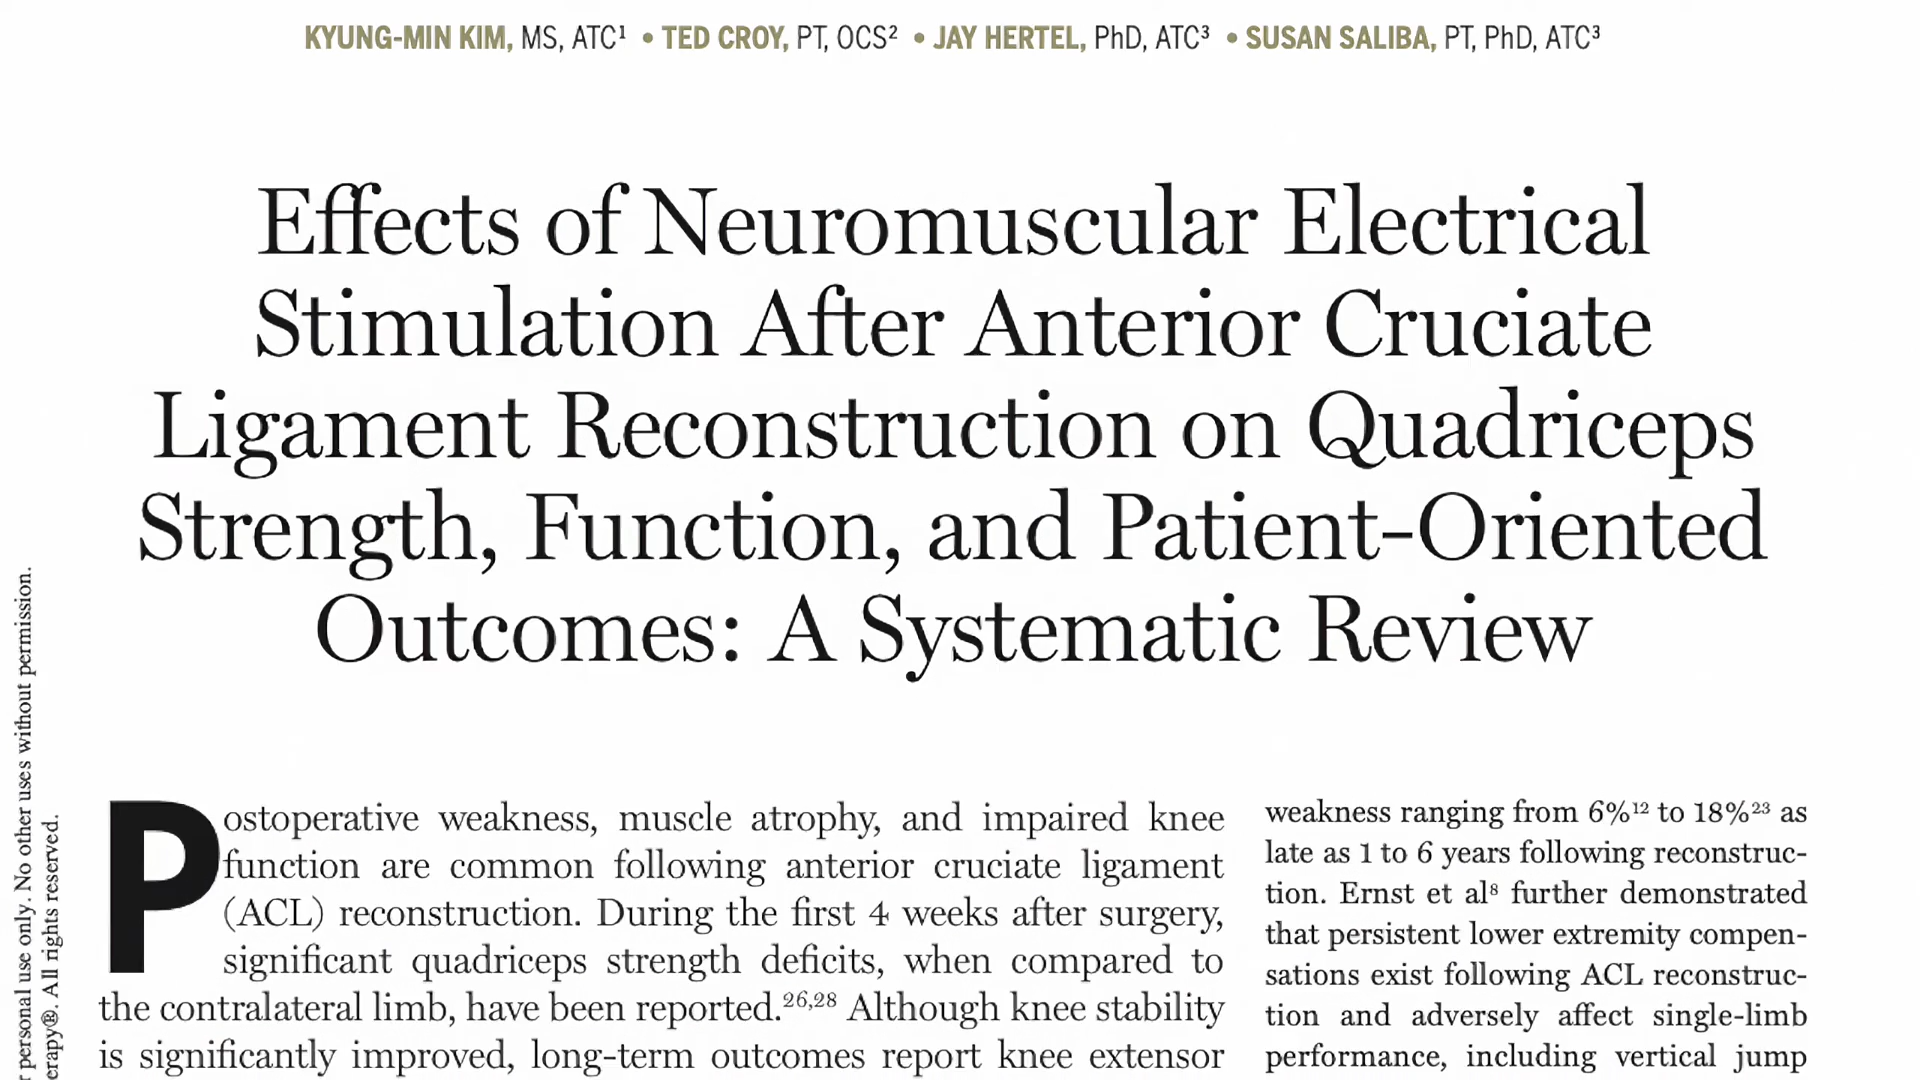 KYUNG-MIN KIM, MS, ATC¹ • TED CROY, PT, OCS² • JAY HERTEL, PhD, ATC³ • SUSAN SALIBA, PT, PhD, ATC³
Effects of Neuromuscular Electrical
Stimulation After Anterior Cruciate
Ligament Reconstruction on Quadriceps
Strength, Function, and Patient-Oriented
Outcomes: A Systematic Review
Postoperative weakness, muscle atrophy, and impaired knee
function are common following anterior cruciate ligament
(ACL) reconstruction. During the first 4 weeks after surgery,
significant quadriceps strength deficits, when compared to
the contralateral limb, have been reported.²⁶,²⁸ Although knee stability
is significantly improved, long-term outcomes report knee extensor
weakness ranging from 6%¹² to 18%²³ as
late as 1 to 6 years following reconstruc-
tion. Ernst et al⁸ further demonstrated
that persistent lower extremity compen-
sations exist following ACL reconstruc-
tion and adversely affect single-limb
performance, including vertical jump
r personal use only. No other uses without permission.
erapy®. All rights reserved.